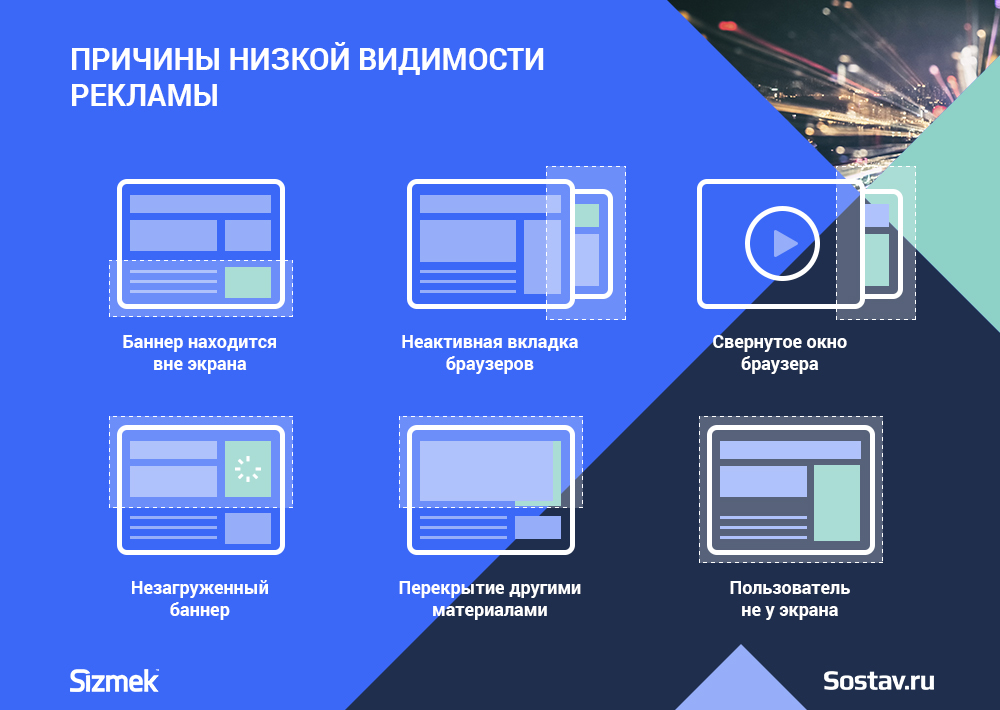 ПРИЧИНЫ НИЗКОЙ ВИДИМОСТИ
РЕКЛАМЫ
Баннер находится
вне экрана
Неактивная вкладка
браузеров
Свернутое окно
браузера
Незагруженный
баннер
Перекрытие другими
материалами
Пользователь
не у экрана
Sizmek
Sostav.ru